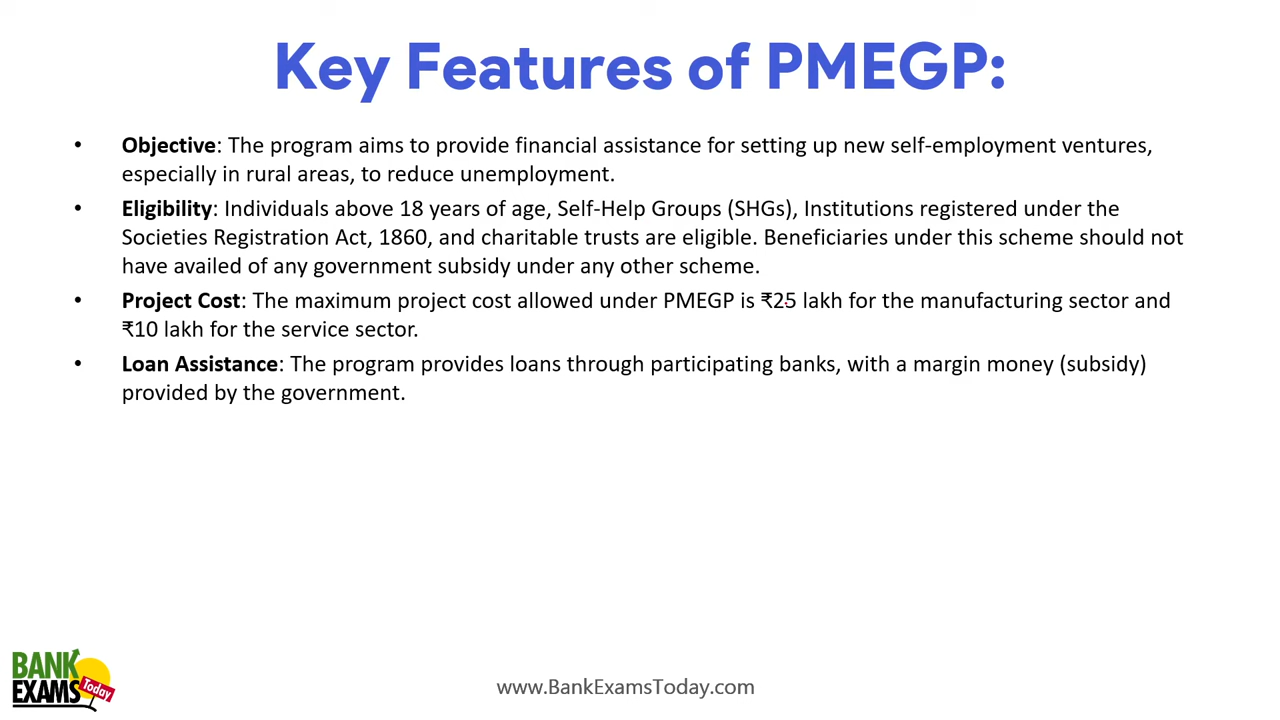 Key Features of PMEGP:
• Objective: The program aims to provide financial assistance for setting up new self-employment ventures,
especially in rural areas, to reduce unemployment.
• Eligibility: Individuals above 18 years of age, Self-Help Groups (SHGs), Institutions registered under the
Societies Registration Act, 1860, and charitable trusts are eligible. Beneficiaries under this scheme should not
have availed of any government subsidy under any other scheme.
• Project Cost: The maximum project cost allowed under PMEGP is ₹25 lakh for the manufacturing sector and
₹10 lakh for the service sector.
• Loan Assistance: The program provides loans through participating banks, with a margin money (subsidy)
provided by the government.
BANK
EXAMS
Today
www.BankExamsToday.com